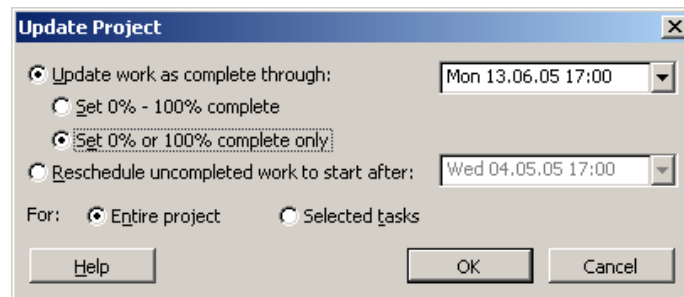 Update Project
Update work as complete through: Mon 13.06.05 17:00
Set 0% - 100% complete
Set 0% or 100% complete only
Reschedule uncompleted work to start after: Wed 04.05.05 17:00
For: Entire project Selected tasks
Help OK Cancel